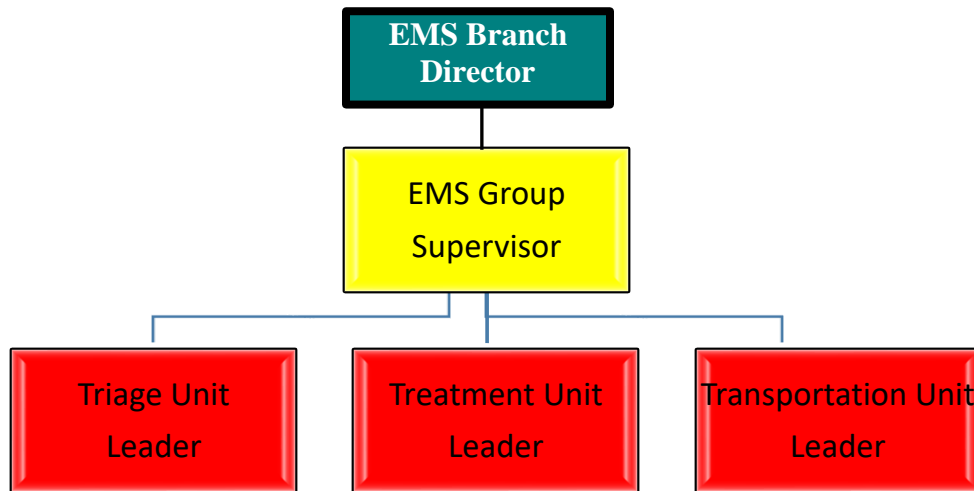 EMS Branch
Director
EMS Group
Supervisor
Triage Unit
Leader
Treatment Unit
Leader
Transportation Unit
Leader